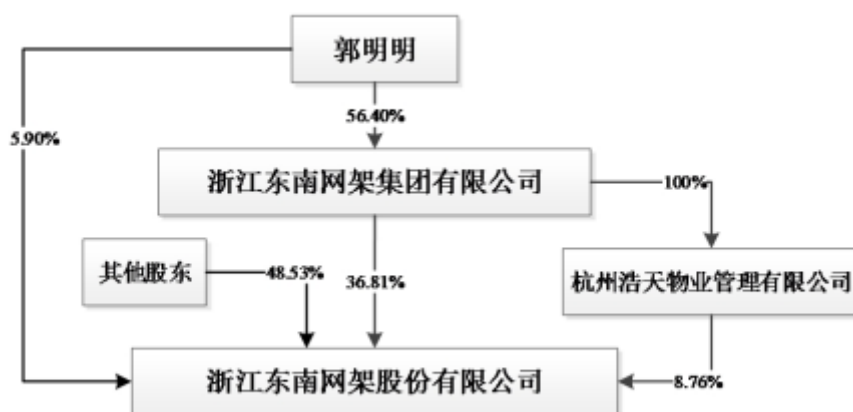 郭明明
56.40%
5.90%
浙江东南网架集团有限公司
100%
其他股东
48.53%
36.81%
杭州浩天物业管理有限公司
浙江东南网架股份有限公司
8.76%